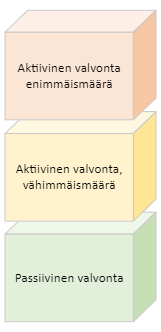 Aktiivinen valvonta
enimmäismäärä
Aktiivinen valvonta,
vähimmäismäärä
Passiivinen valvonta